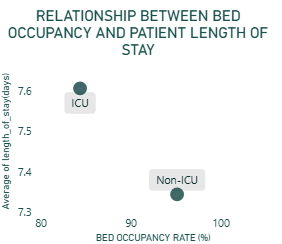 RELATIONSHIP BETWEEN BED
OCCUPANCY AND PATIENT LENGTH OF
STAY
Average of length_of_stay(days)
7.6
ICU
7.5
7.4
Non-ICU
7.3
80 90 100
BED OCCUPANCY RATE (%)